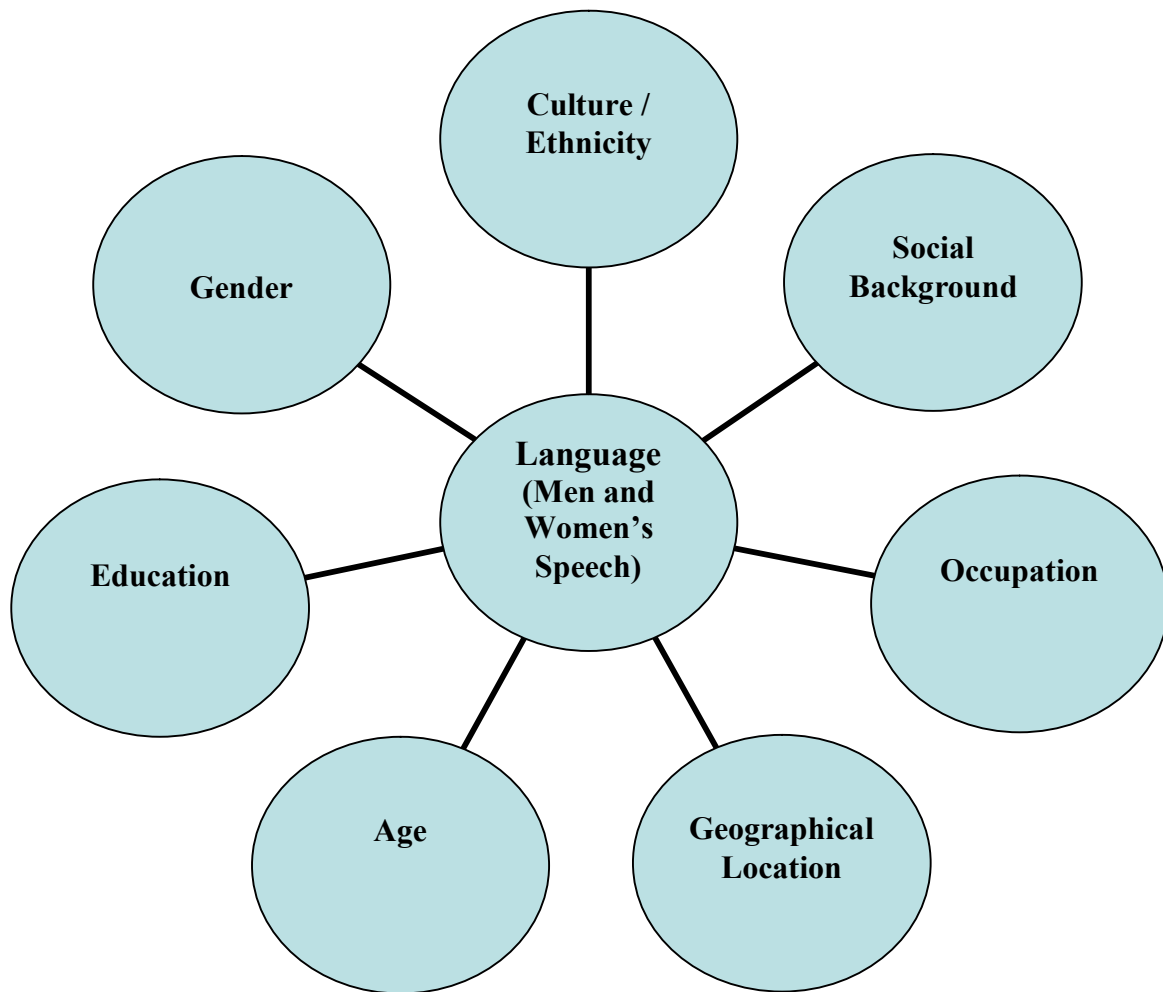 Culture /
Ethnicity
Social
Background
Gender
Language
(Men and
Women’s
Speech)
Education
Occupation
Age
Geographical
Location